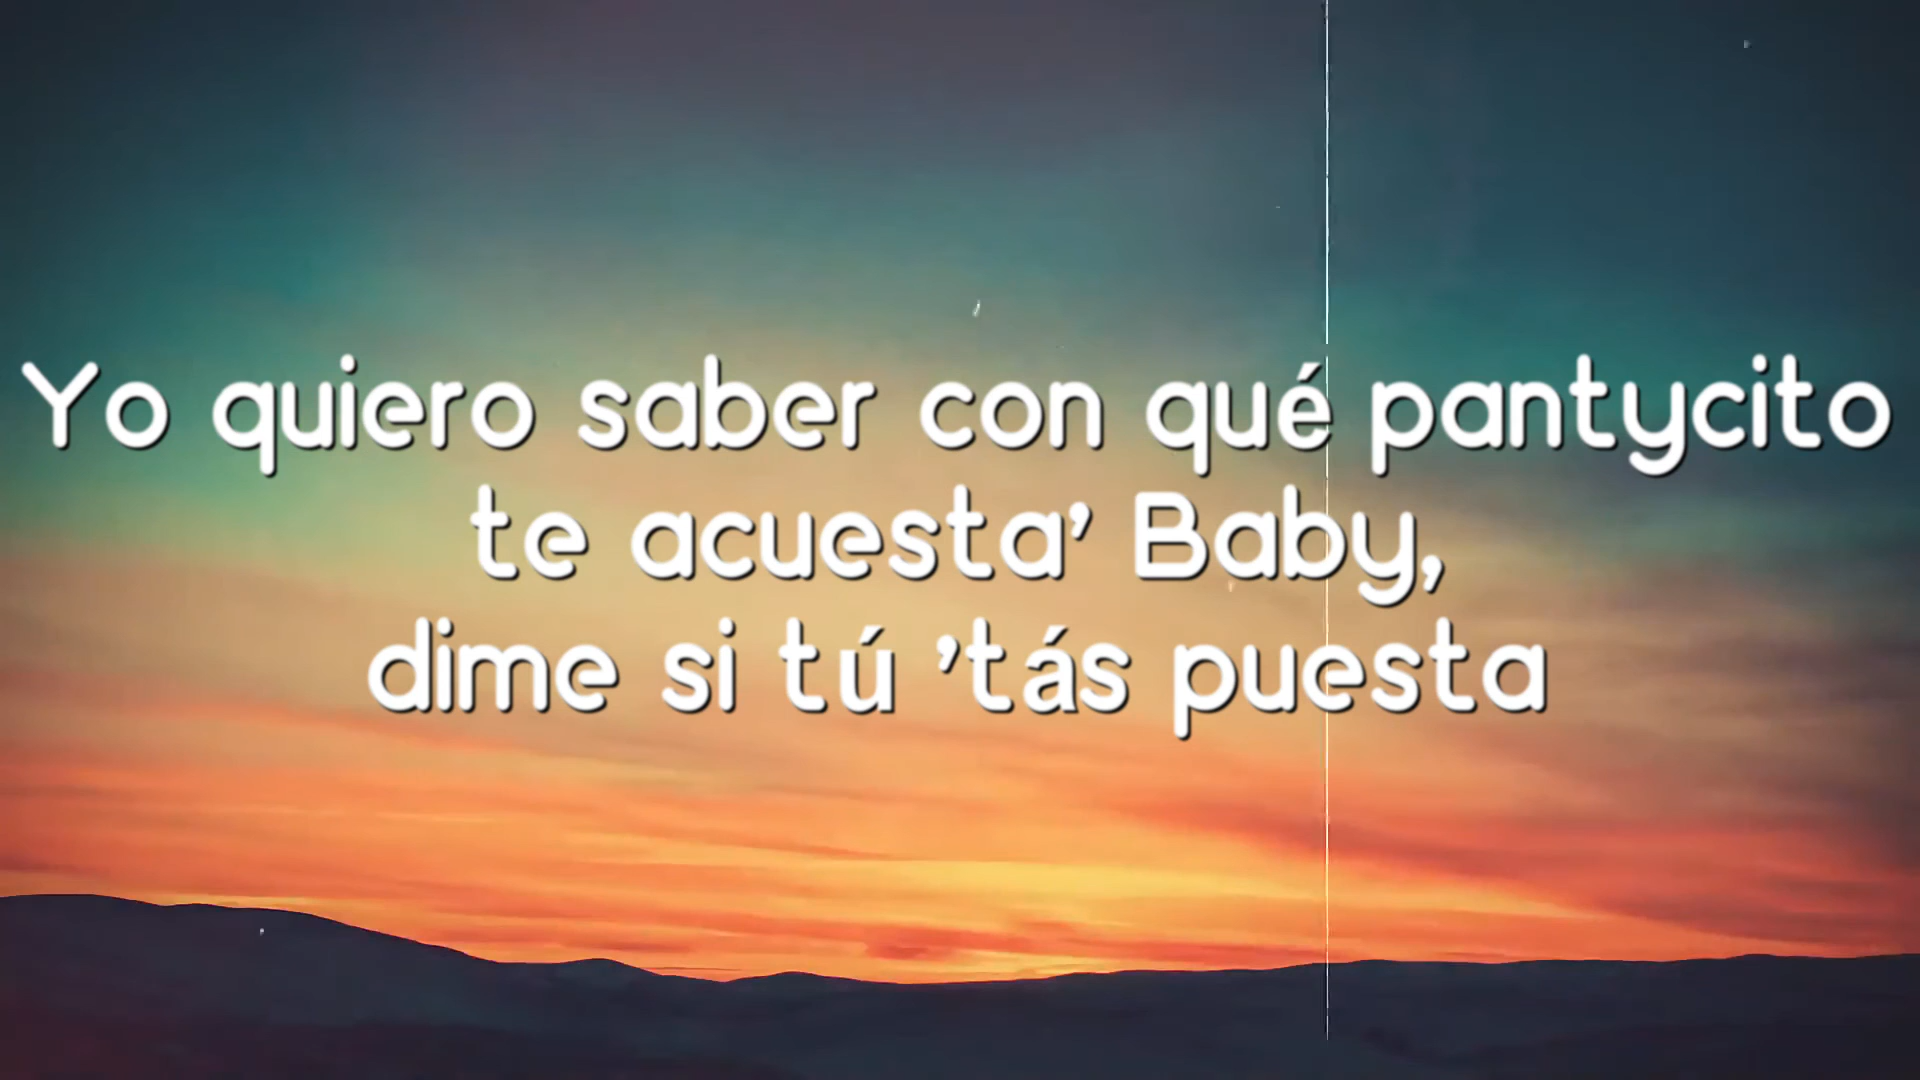 Yo quiero saber con qué pantycito
te acuesta' Baby,
dime si tú 'tás puesta